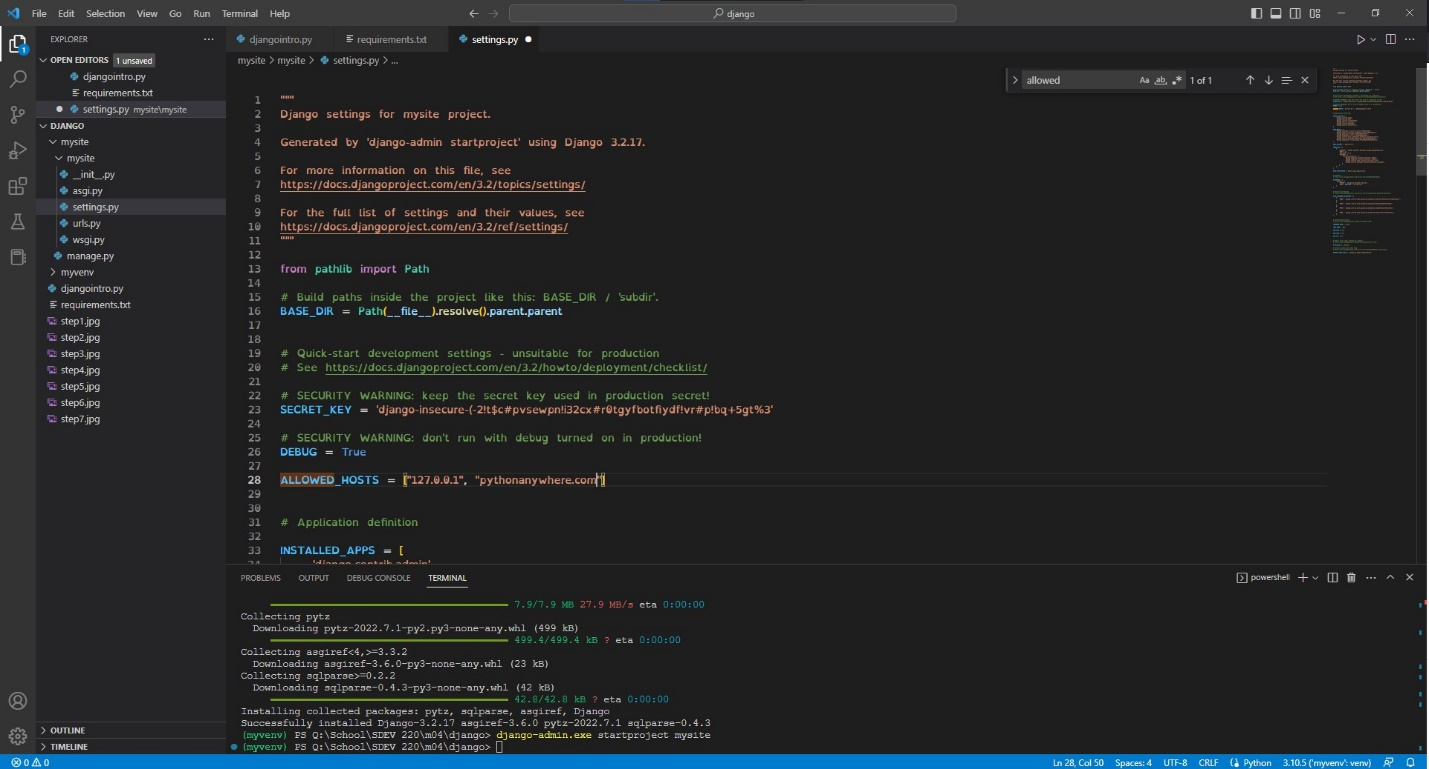 File Edit Selection View Go Run Terminal Help
django
EXPLORER
OPEN EDITORS 1 unsaved
djangointro.py
requirements.txt
settings.py mysite\mysite
DJANGO
mysite
mysite
__init__.py
asgi.py
settings.py
urls.py
wsgi.py
manage.py
myvenv
djangointro.py
requirements.txt
step1.jpg
step2.jpg
step3.jpg
step4.jpg
step5.jpg
step6.jpg
step7.jpg
OUTLINE
TIMELINE
djangointro.py requirements.txt settings.py
mysite > mysite > settings.py > ...
allowed Aa ab 1 of 1
1 """
2 Django settings for mysite project.
3
4 Generated by 'django-admin startproject' using Django 3.2.17.
5
6 For more information on this file, see
7 https://docs.djangoproject.com/en/3.2/topics/settings/
8
9 For the full list of settings and their values, see
10 https://docs.djangoproject.com/en/3.2/ref/settings/
11 """
12
13 from pathlib import Path
14
15 # Build paths inside the project like this: BASE_DIR / 'subdir'.
16 BASE_DIR = Path(__file__).resolve().parent.parent
17
18
19 # Quick-start development settings - unsuitable for production
20 # See https://docs.djangoproject.com/en/3.2/howto/deployment/checklist/
21
22 # SECURITY WARNING: keep the secret key used in production secret!
23 SECRET_KEY = 'django-insecure-(-2!t$c#pvsewpn!i32cx#r0tgyfbotfiydf!vr#p!bq+5gt%3'
24
25 # SECURITY WARNING: don't run with debug turned on in production!
26 DEBUG = True
27
28 ALLOWED_HOSTS = ["127.0.0.1", "pythonanywhere.com"]
29
30
31 # Application definition
32
33 INSTALLED_APPS = [
34 'django.contrib.admin',
PROBLEMS OUTPUT DEBUG CONSOLE TERMINAL
powershell
7.9/7.9 MB 27.9 MB/s eta 0:00:00
Collecting pytz
Downloading pytz-2022.7.1-py2.py3-none-any.whl (499 kB)
499.4/499.4 kB ? eta 0:00:00
Collecting asgiref<4,>=3.3.2
Downloading asgiref-3.6.0-py3-none-any.whl (23 kB)
Collecting sqlparse>=0.2.2
Downloading sqlparse-0.4.3-py3-none-any.whl (42 kB)
42.8/42.8 kB ? eta 0:00:00
Installing collected packages: pytz, sqlparse, asgiref, Django
Successfully installed Django-3.2.17 asgiref-3.6.0 pytz-2022.7.1 sqlparse-0.4.3
(myvenv) PS Q:\School\SDEV 220\m04\django> django-admin.exe startproject mysite
(myvenv) PS Q:\School\SDEV 220\m04\django>
0 0 Ln 28, Col 50 Spaces: 4 UTF-8 CRLF Python 3.10.5 ('myvenv': venv)